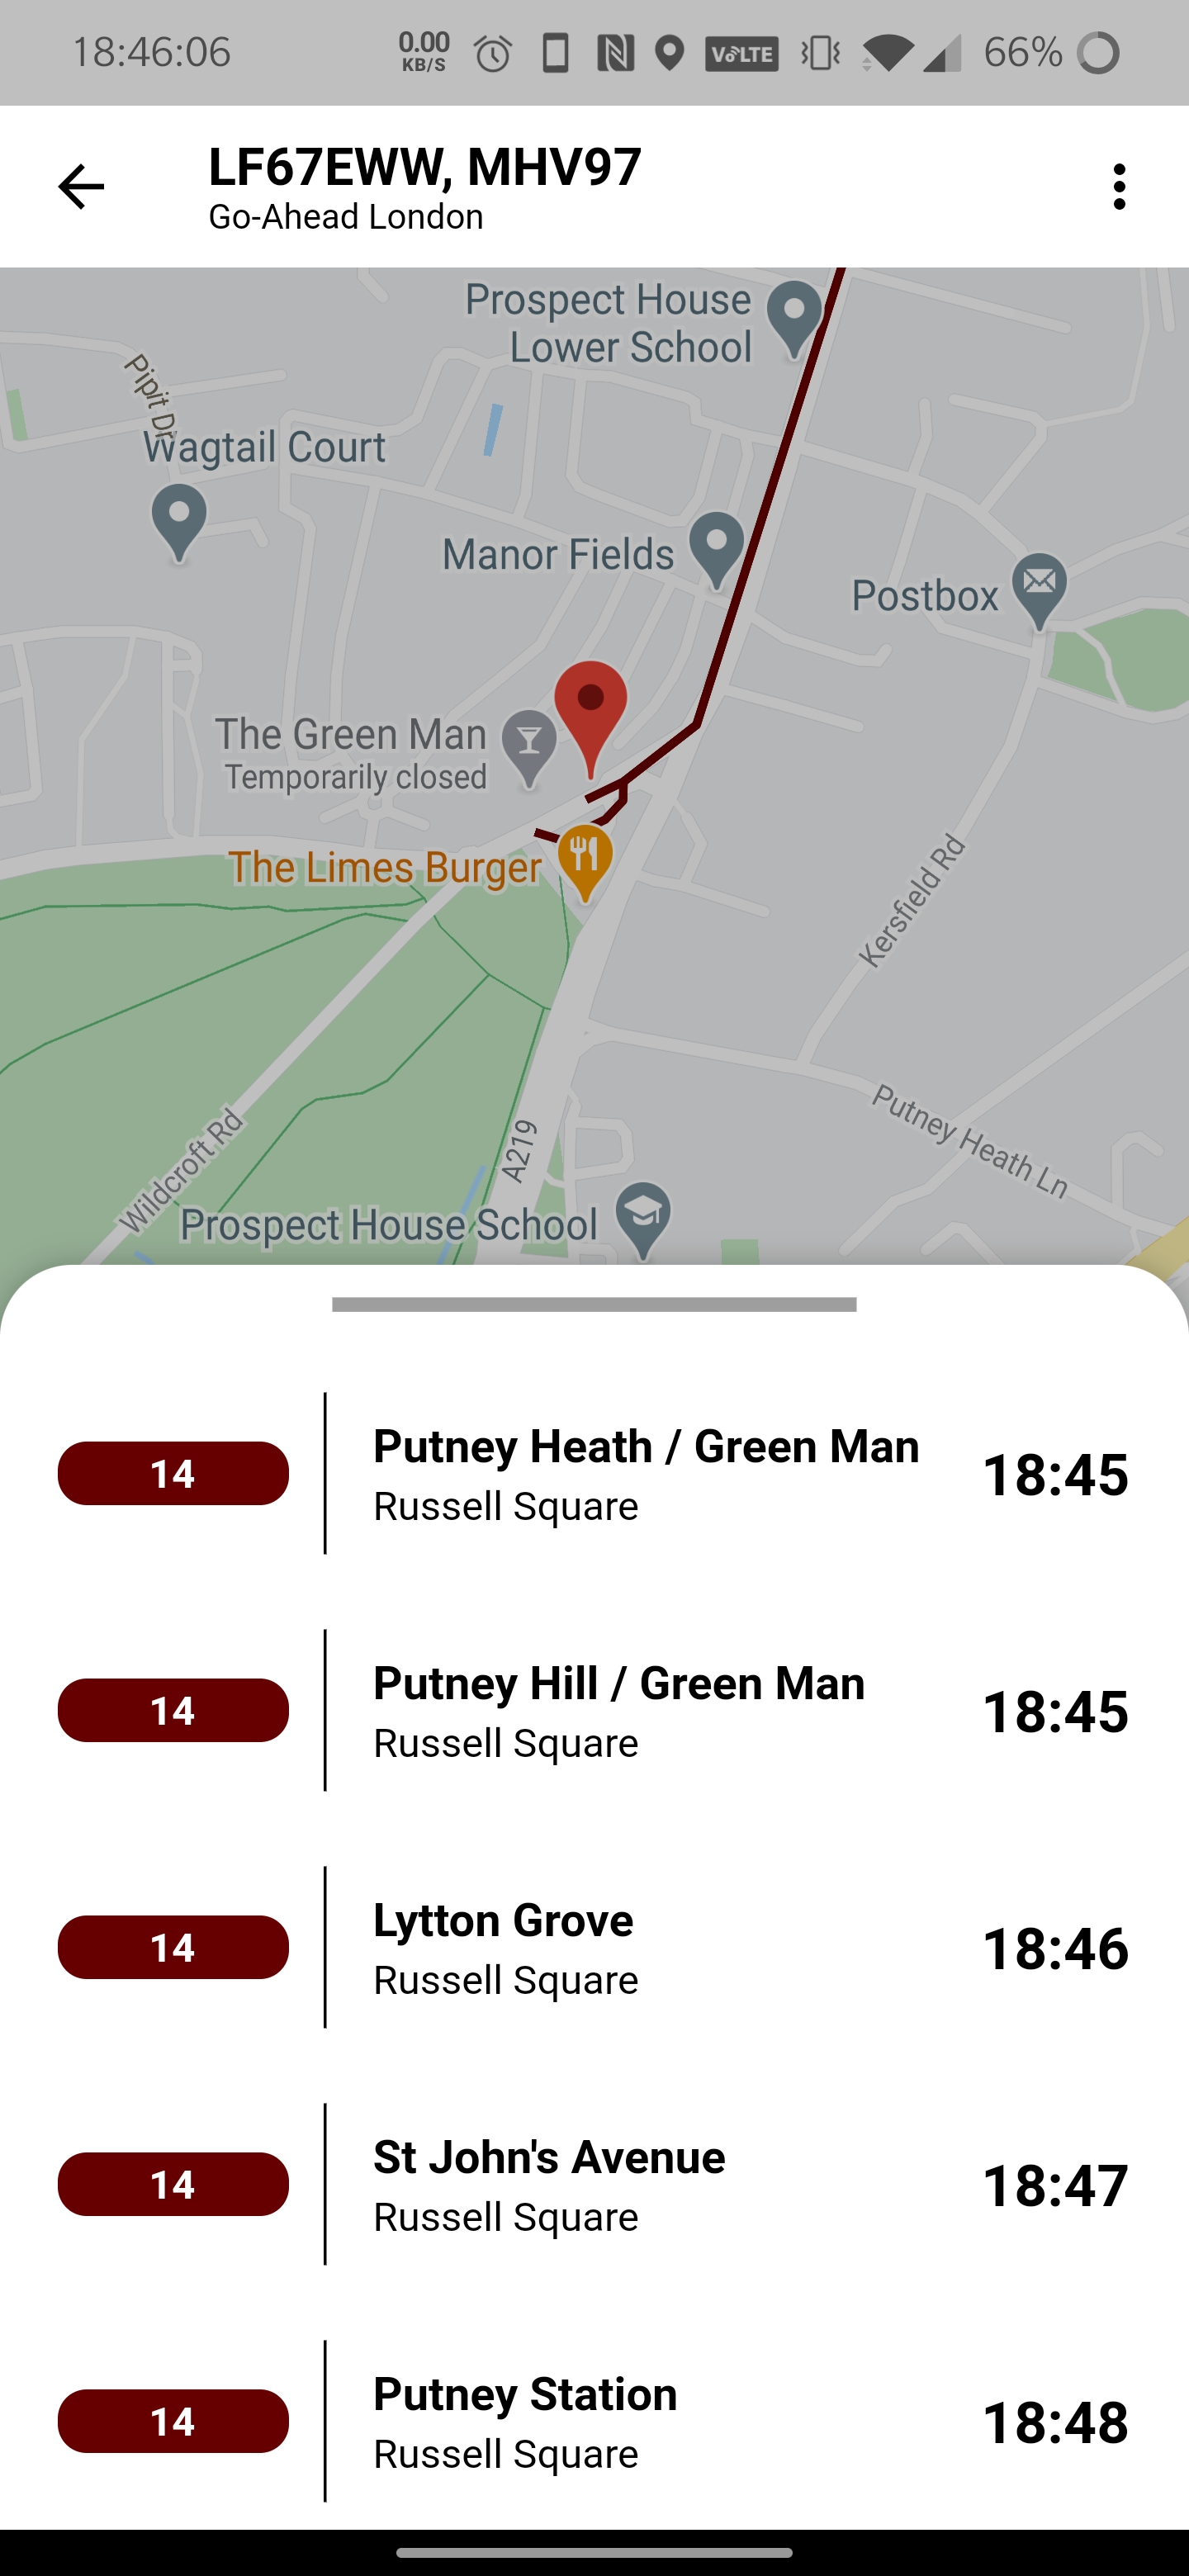 18:46:06
0.00
KB/S
VoLTE
66%
LF67EWW, MHV97
Go-Ahead London
Prospect House
Lower School
Pipit Dr
Wagtail Court
Manor Fields
Postbox
The Green Man
Temporarily closed
The Limes Burger
Kersfield Rd
Putney Heath Ln
Wildcroft Rd
A219
Prospect House School
14
Putney Heath / Green Man
18:45
Russell Square
14
Putney Hill / Green Man
18:45
Russell Square
14
Lytton Grove
18:46
Russell Square
14
St John's Avenue
18:47
Russell Square
14
Putney Station
18:48
Russell Square